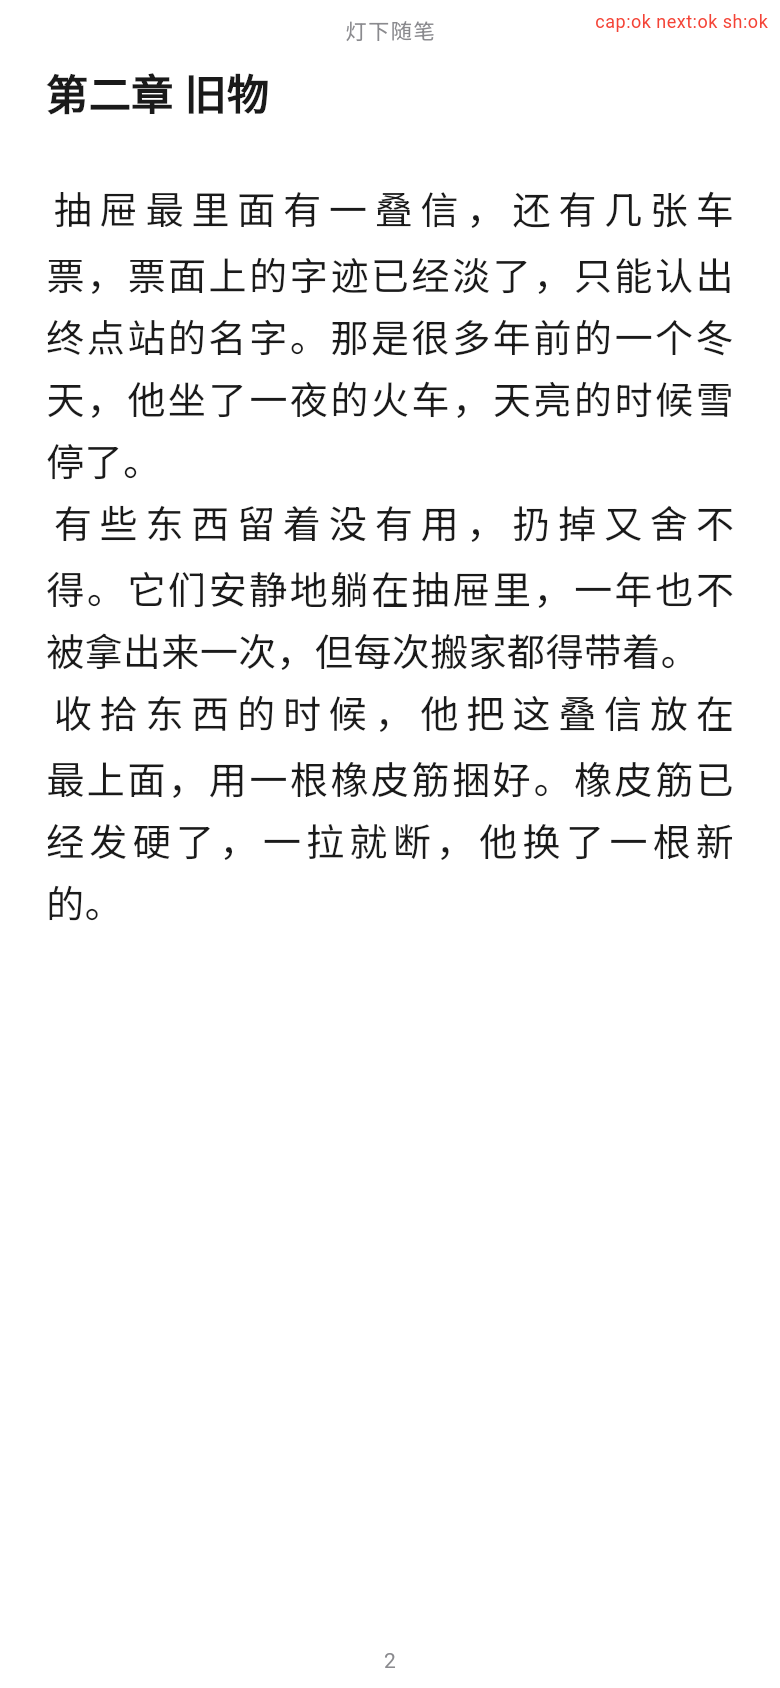 灯下随笔
cap:ok next:ok sh:ok
第二章 旧物
抽屉最里面有一叠信，还有几张车
票，票面上的字迹已经淡了，只能认出
终点站的名字。那是很多年前的一个冬
天，他坐了一夜的火车，天亮的时候雪
停了。
有些东西留着没有用，扔掉又舍不
得。它们安静地躺在抽屉里，一年也不
被拿出来一次，但每次搬家都得带着。
收拾东西的时候，他把这叠信放在
最上面，用一根橡皮筋捆好。橡皮筋已
经发硬了，一拉就断，他换了一根新
的。
2